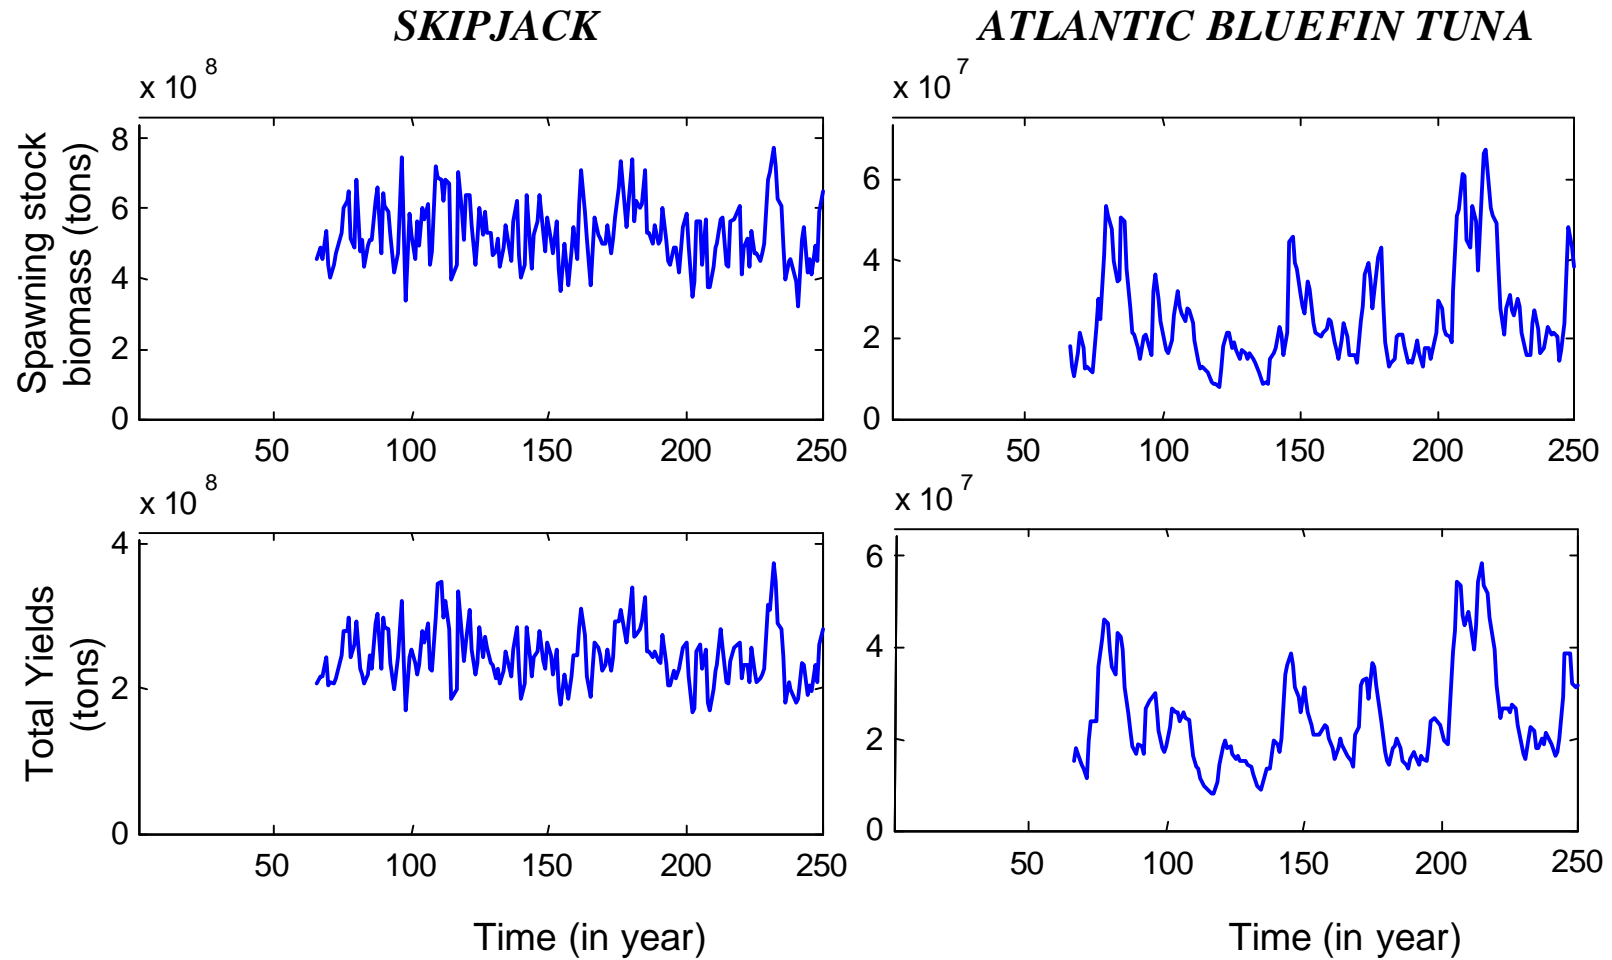 SKIPJACK
ATLANTIC BLUEFIN TUNA
x 10 8
x 10 7
Spawning stock
biomass (tons)
8
6
4
2
0
50 100 150 200 250
6
4
2
0
50 100 150 200 250
x 10 8
x 10 7
Total Yields
(tons)
4
2
0
50 100 150 200 250
6
4
2
0
50 100 150 200 250
Time (in year)
Time (in year)